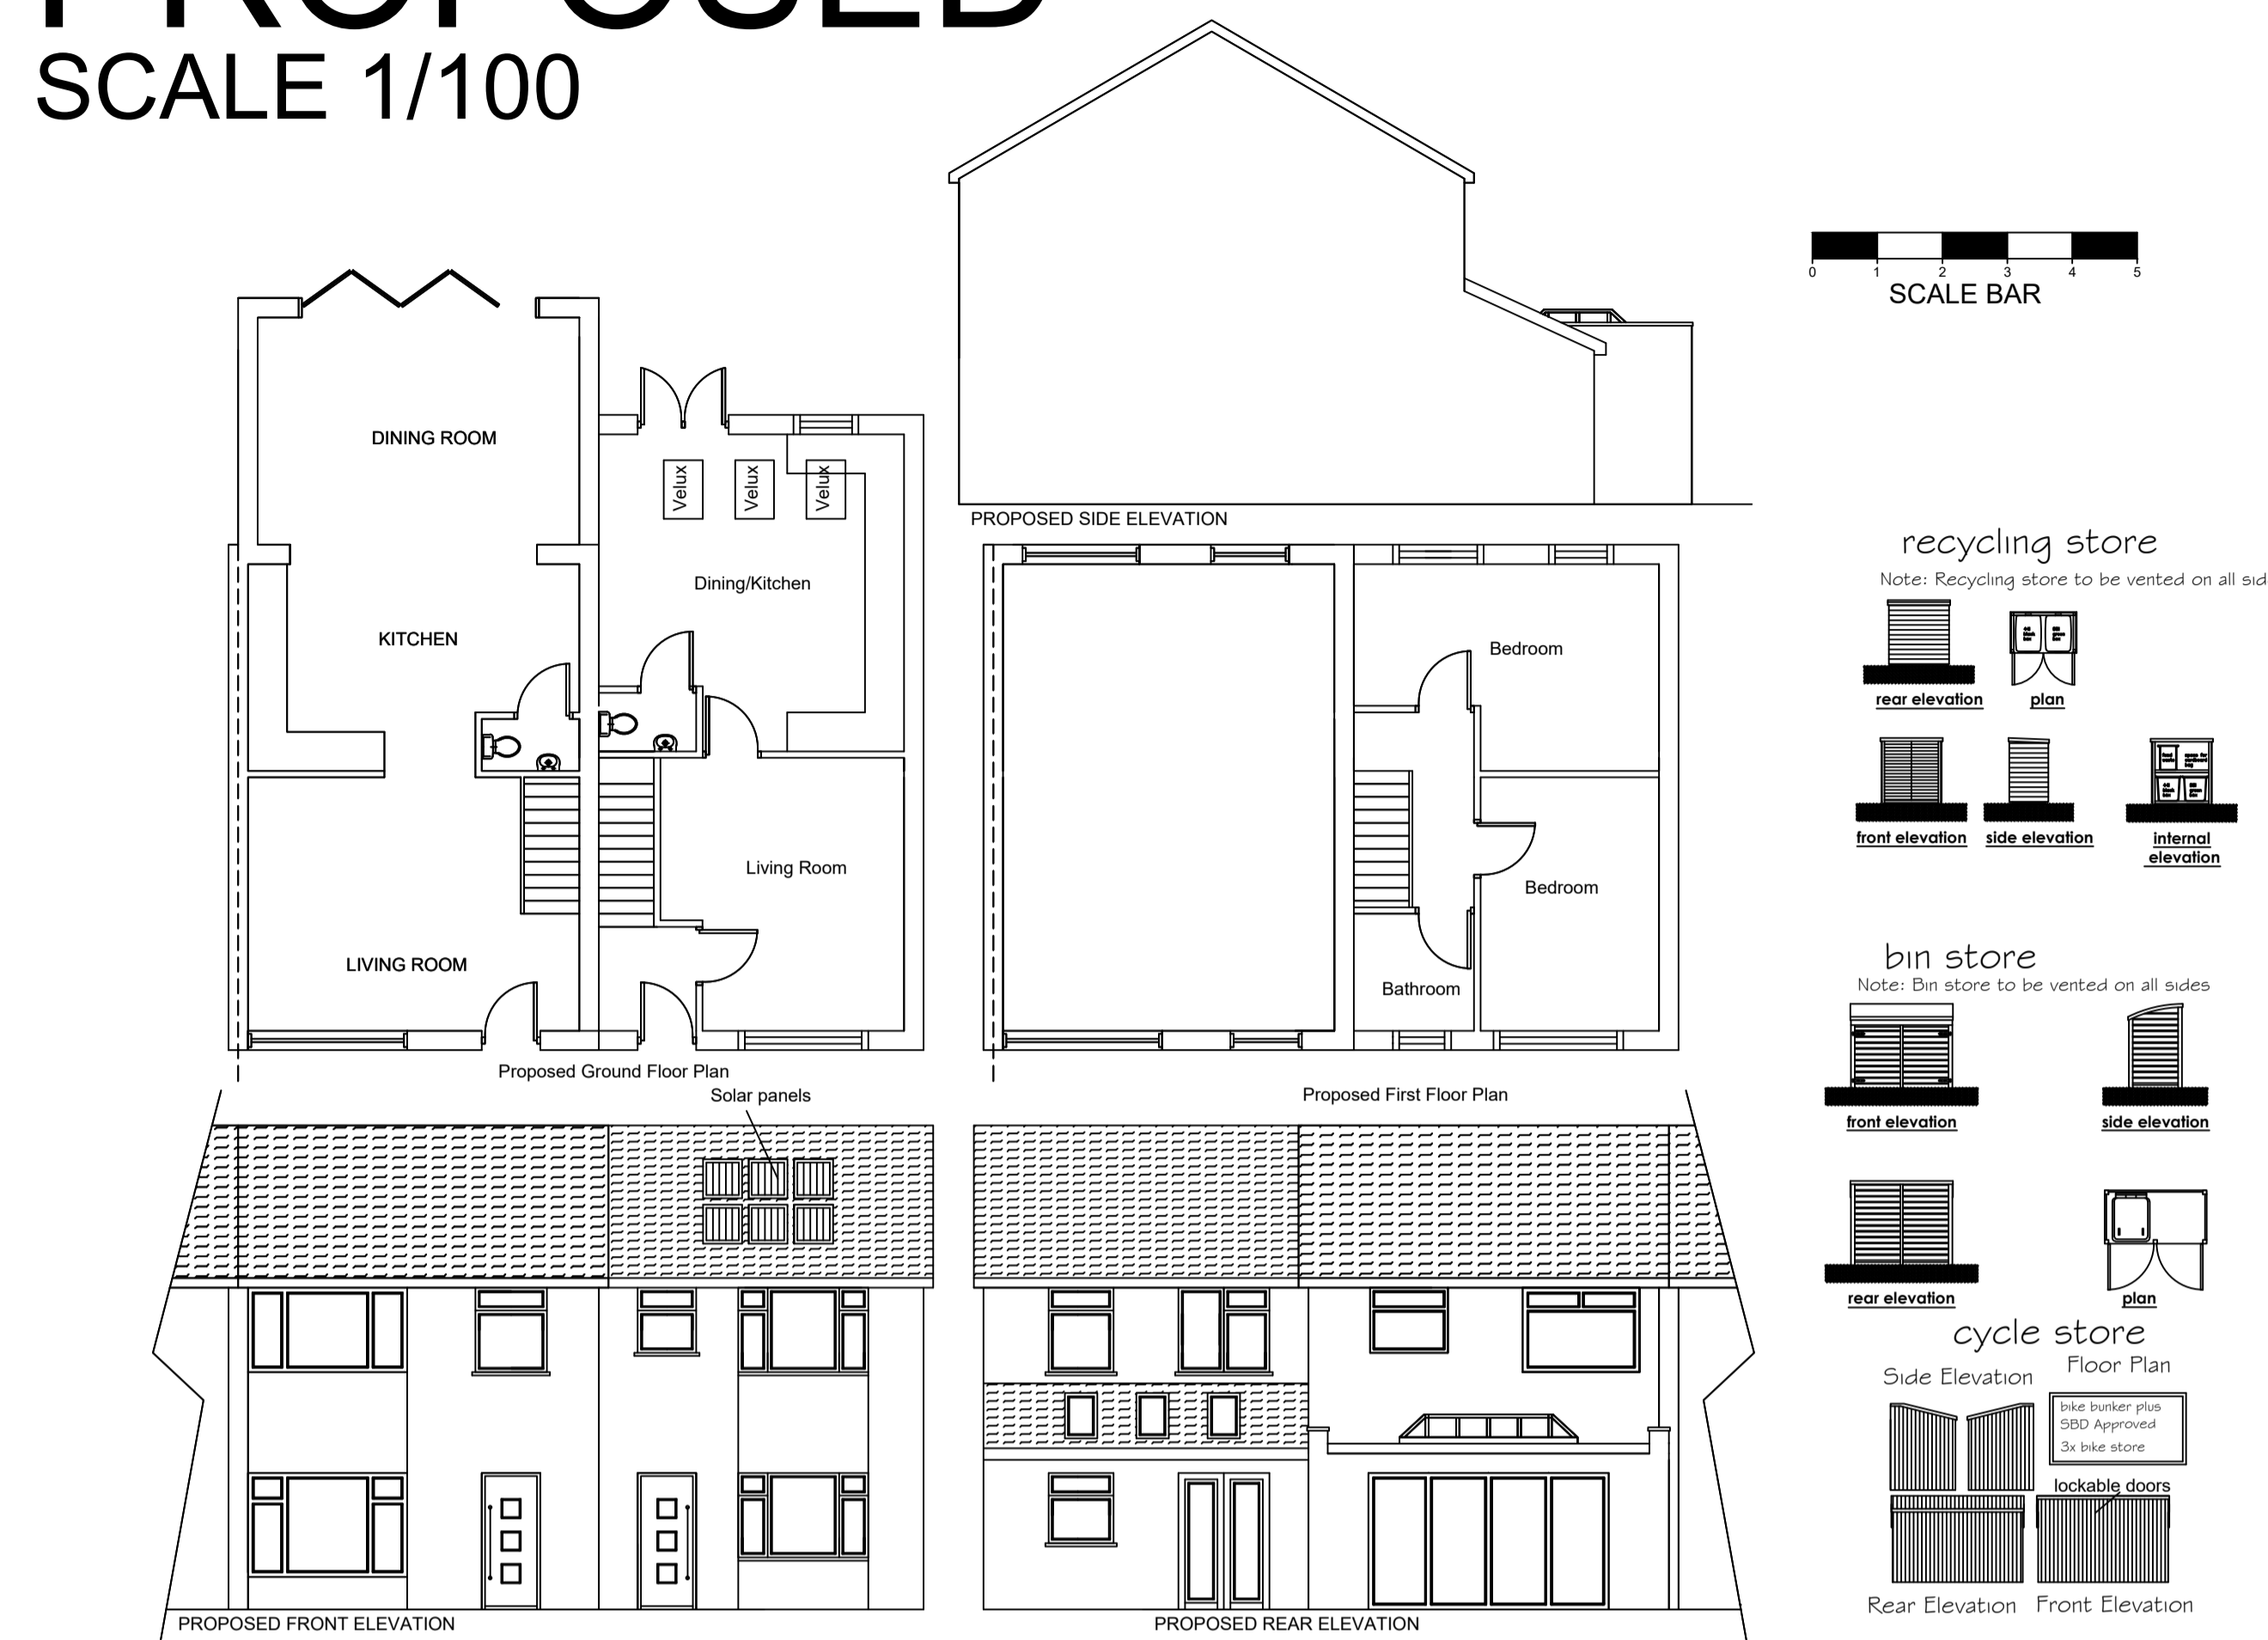 PROPOSED
SCALE 1/100
0 1 2 3 4 5
SCALE BAR
DINING ROOM
Velux
Velux
Velux
Dining/Kitchen
KITCHEN
Living Room
LIVING ROOM
Proposed Ground Floor Plan
PROPOSED SIDE ELEVATION
Bedroom
Bedroom
Bathroom
Proposed First Floor Plan
Solar panels
PROPOSED FRONT ELEVATION
PROPOSED REAR ELEVATION
recycling store
Note: Recycling store to be vented on all sid
rear elevation
plan
front elevation
side elevation
internal
elevation
bin store
Note: Bin store to be vented on all sides
front elevation
side elevation
rear elevation
plan
cycle store
Side Elevation
Floor Plan
bike bunker plus
SBD Approved
3x bike store
lockable doors
Rear Elevation
Front Elevation